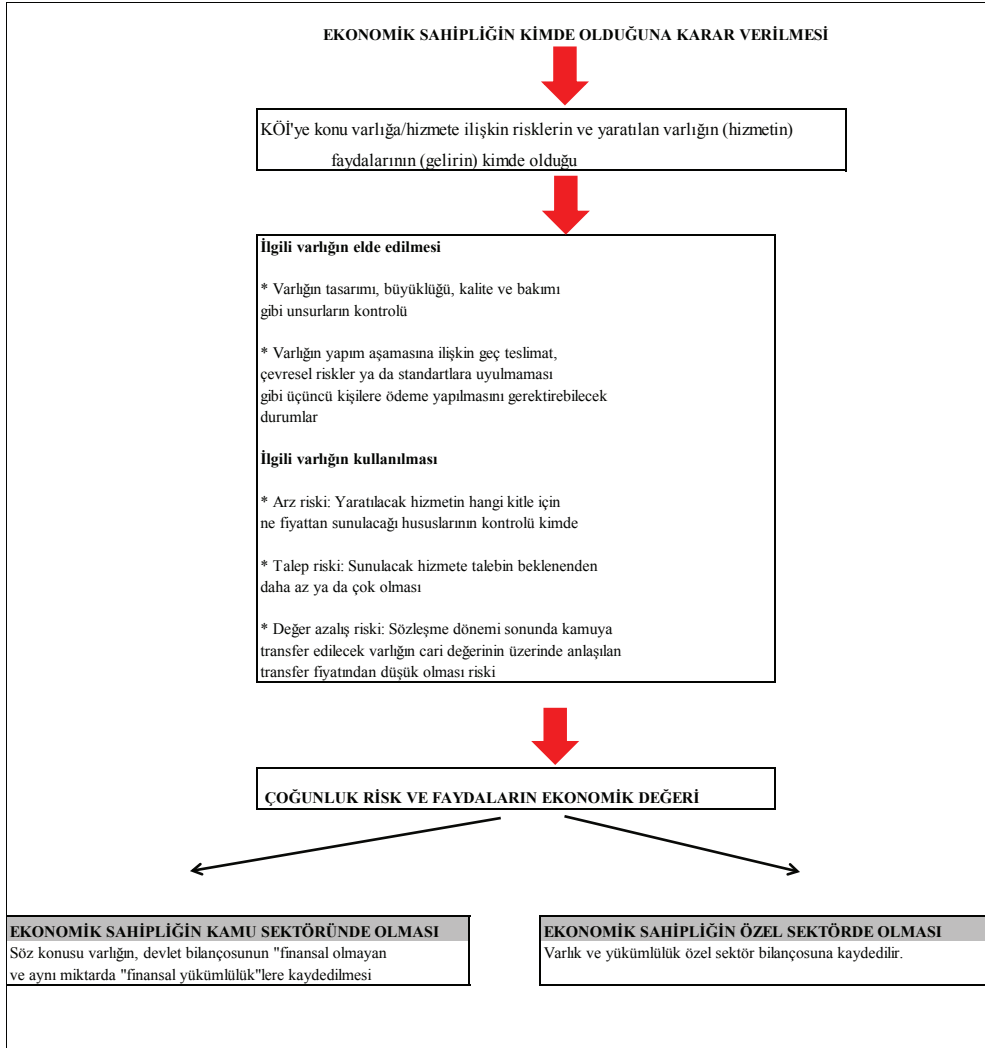 EKONOMİK SAHİPLİĞİN KİMDE OLDUĞUNA KARAR VERİLMESİ
KÖİ'ye konu varlığa/hizmete ilişkin risklerin ve yaratılan varlığın (hizmetin)
faydalarının (gelirin) kimde olduğu
İlgili varlığın elde edilmesi
* Varlığın tasarımı, büyüklüğü, kalite ve bakımı
gibi unsurların kontrolü
* Varlığın yapım aşamasına ilişkin geç teslimat,
çevresel riskler ya da standartlara uyulmaması
gibi üçüncü kişilere ödeme yapılmasını gerektirebilecek
durumlar
İlgili varlığın kullanılması
* Arz riski: Yaratılacak hizmetin hangi kitle için
ne fiyattan sunulacağı hususlarının kontrolü kimde
* Talep riski: Sunulacak hizmete talebin beklenenden
daha az ya da çok olması
* Değer azalış riski: Sözleşme dönemi sonunda kamuya
transfer edilecek varlığın cari değerinin üzerinde anlaşılan
transfer fiyatından düşük olması riski
ÇOĞUNLUK RİSK VE FAYDALARIN EKONOMİK DEĞERİ
EKONOMİK SAHİPLİĞİN KAMU SEKTÖRÜNDE OLMASI
Söz konusu varlığın, devlet bilançosunun "finansal olmayan
ve aynı miktarda "finansal yükümlülük"lere kaydedilmesi
EKONOMİK SAHİPLİĞİN ÖZEL SEKTÖRDE OLMASI
Varlık ve yükümlülük özel sektör bilançosuna kaydedilir.